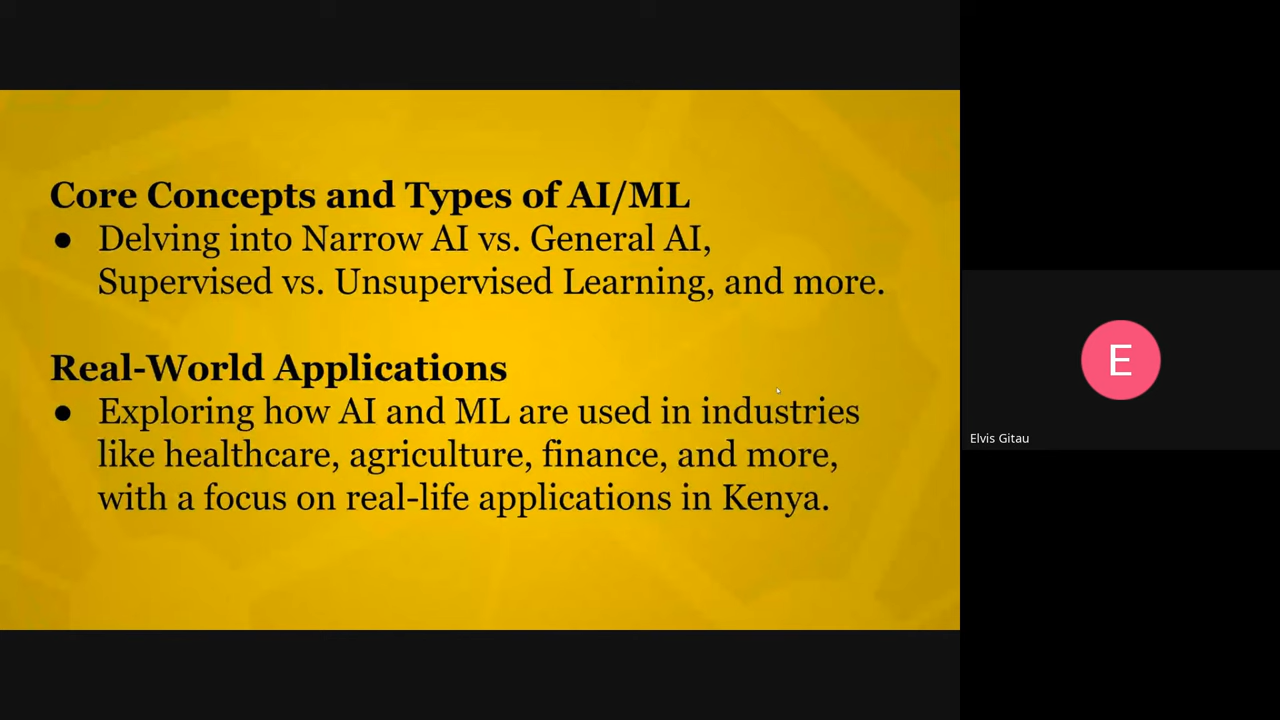 Core Concepts and Types of AI/ML
● Delving into Narrow AI vs. General AI,
Supervised vs. Unsupervised Learning, and more.
Real-World Applications
● Exploring how AI and ML are used in industries
like healthcare, agriculture, finance, and more,
with a focus on real-life applications in Kenya.
E
Elvis Gitau